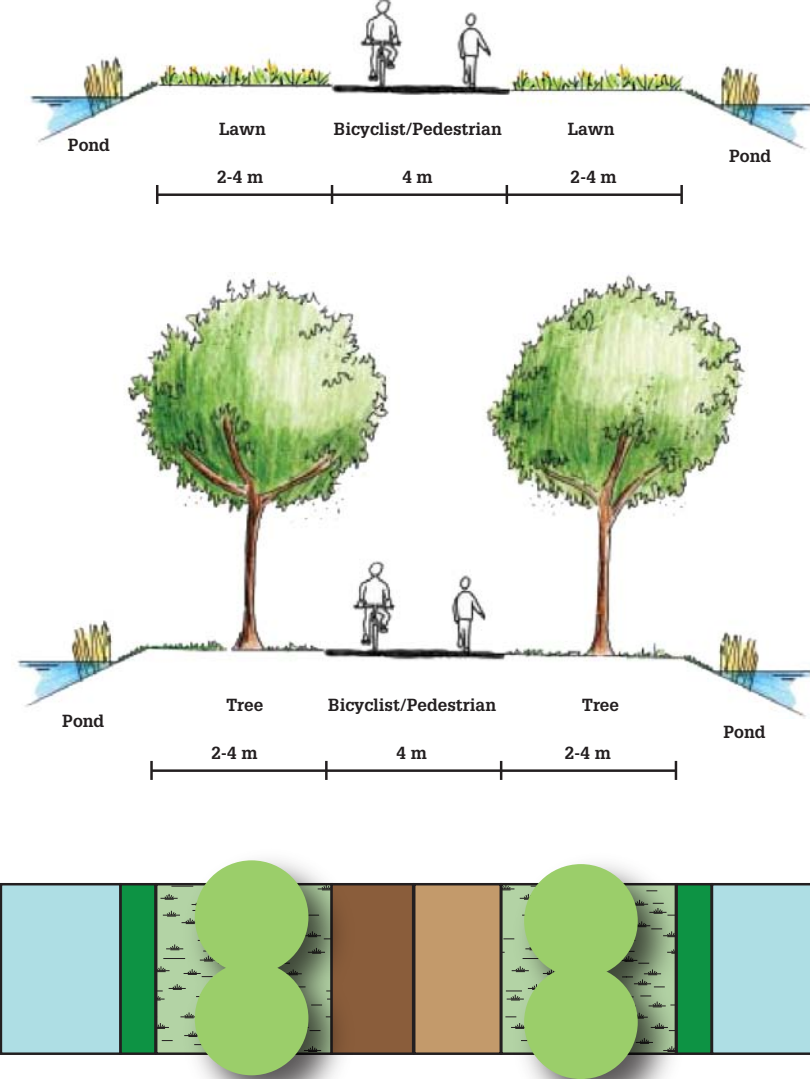 Lawn Bicyclist/Pedestrian Lawn
Pond Pond
2-4 m 4 m 2-4 m
Tree Bicyclist/Pedestrian Tree
Pond Pond
2-4 m 4 m 2-4 m